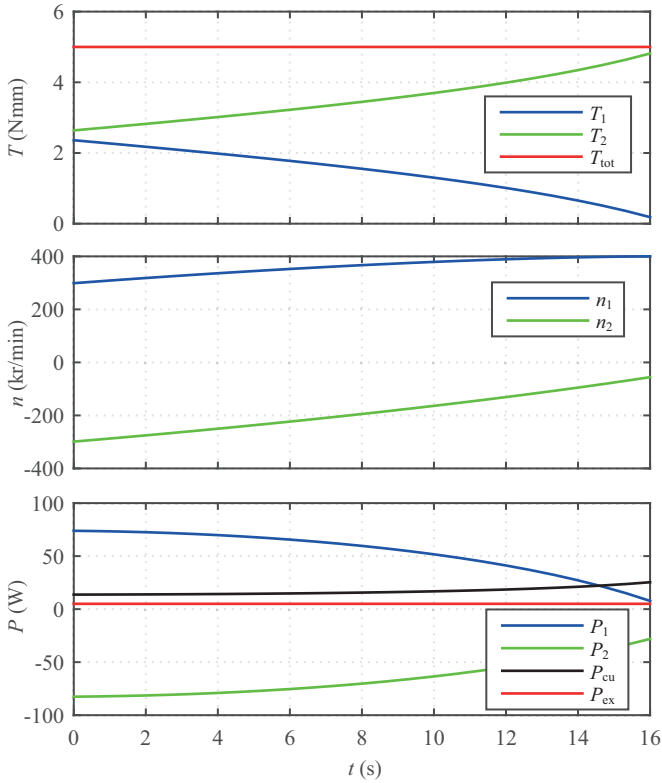 6
4
2
0
T (Nmm)
T1
T2
Ttot
400
200
0
-200
-400
n (kr/min)
n1
n2
100
50
0
-50
-100
P (W)
P1
P2
Pcu
Pex
0 2 4 6 8 10 12 14 16
t (s)